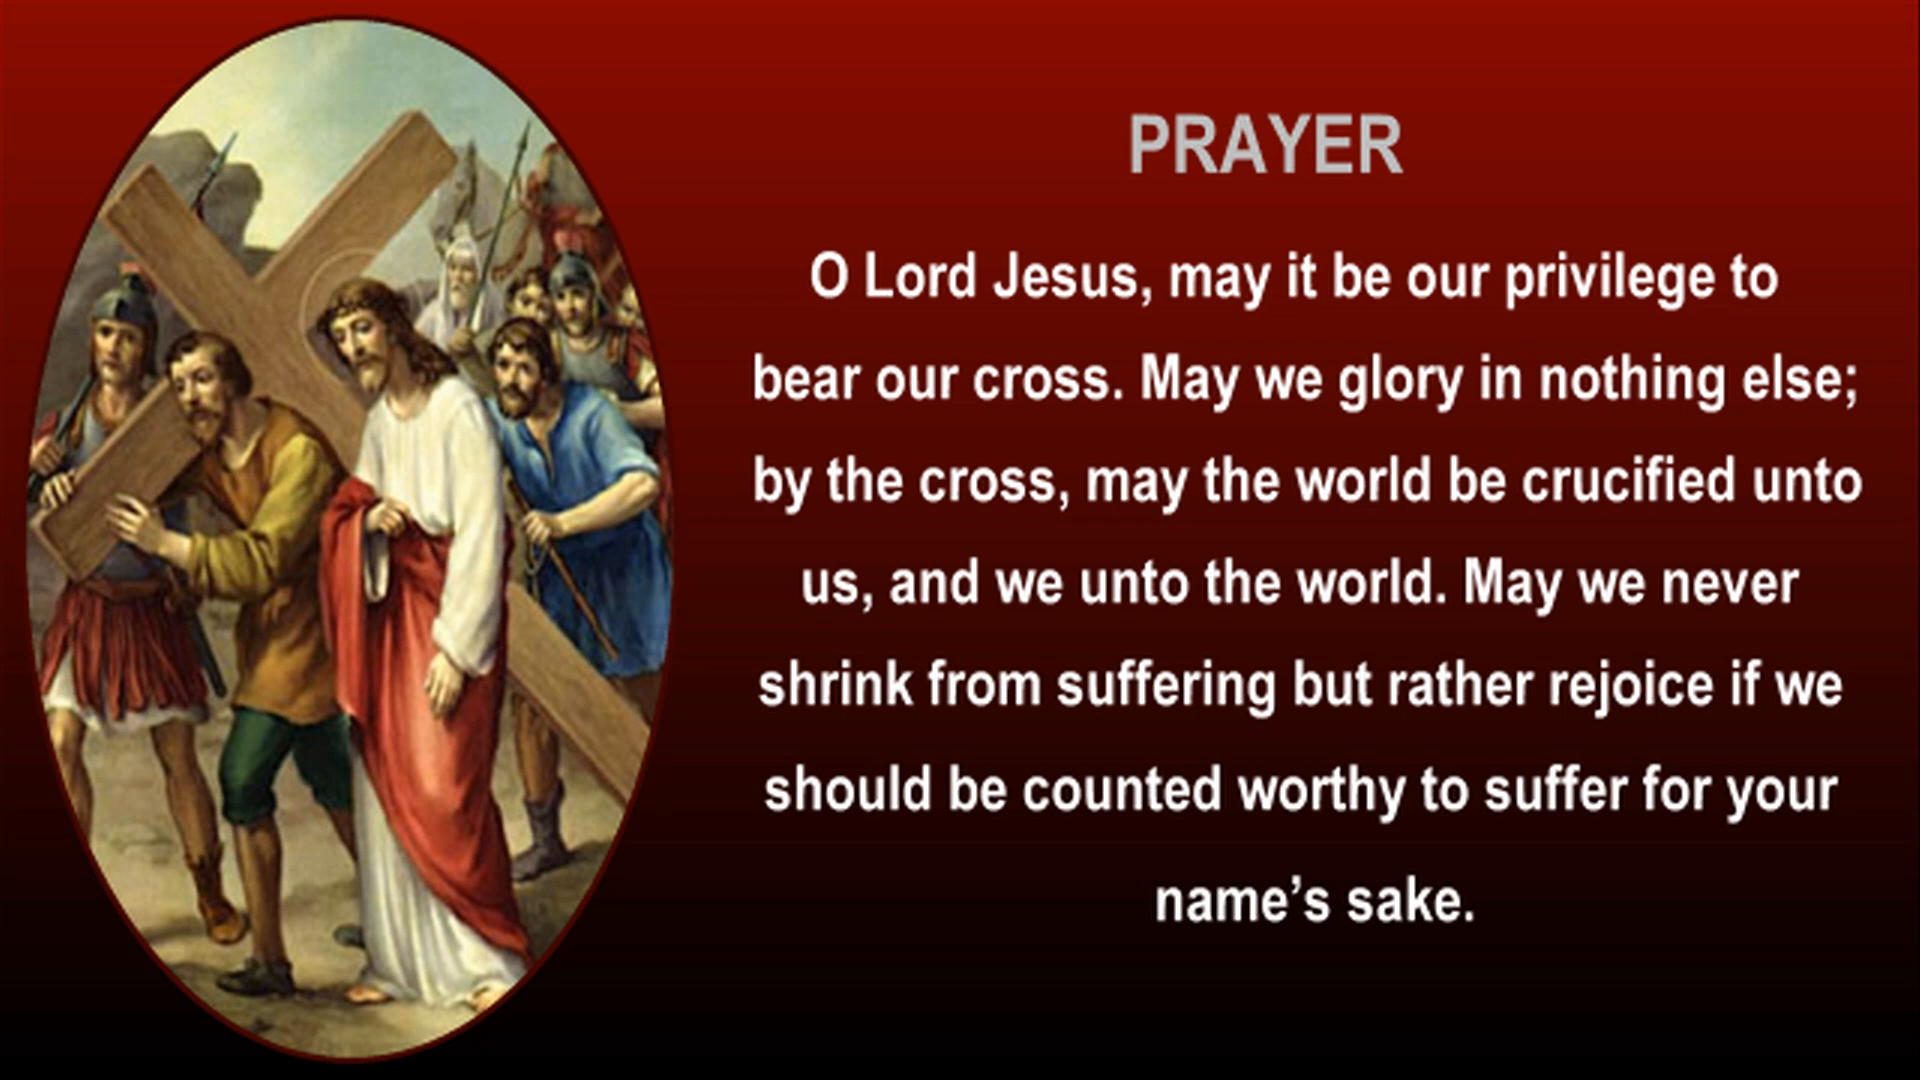 PRAYER
O Lord Jesus, may it be our privilege to
bear our cross. May we glory in nothing else;
by the cross, may the world be crucified unto
us, and we unto the world. May we never
shrink from suffering but rather rejoice if we
should be counted worthy to suffer for your
name’s sake.